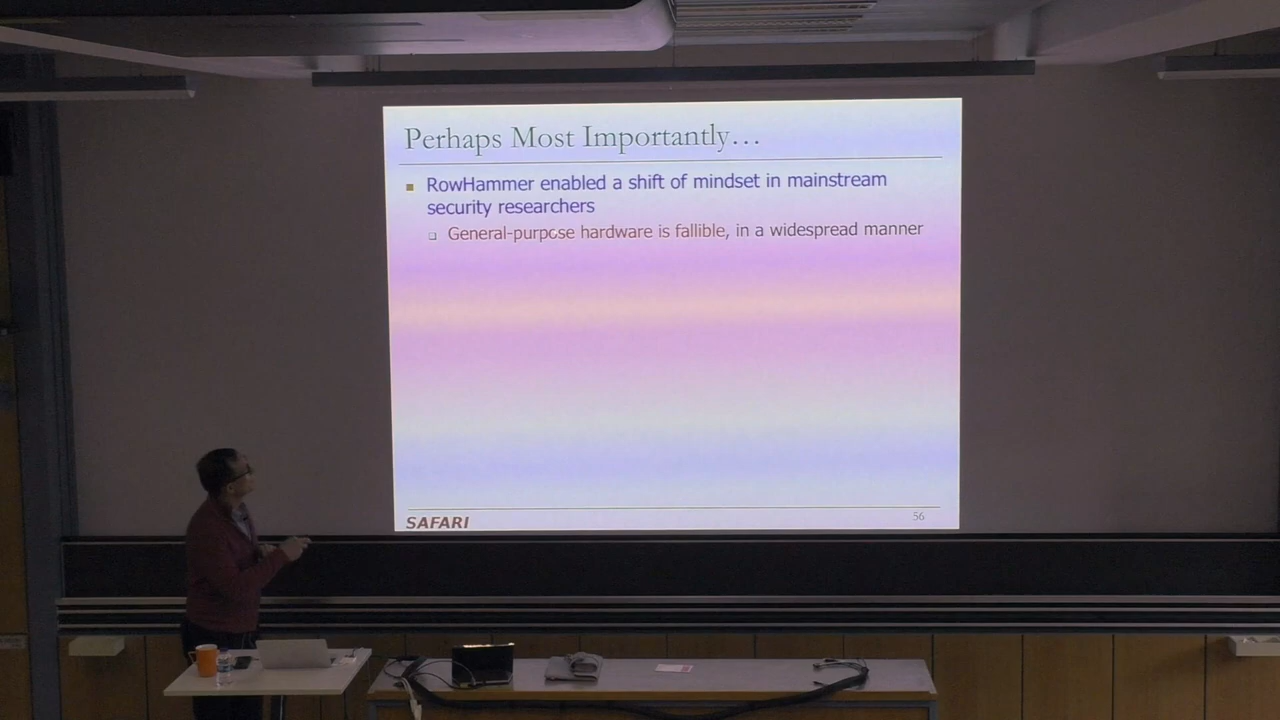 Perhaps Most Importantly…
RowHammer enabled a shift of mindset in mainstream
security researchers
General-purpose hardware is fallible, in a widespread manner
SAFARI
56